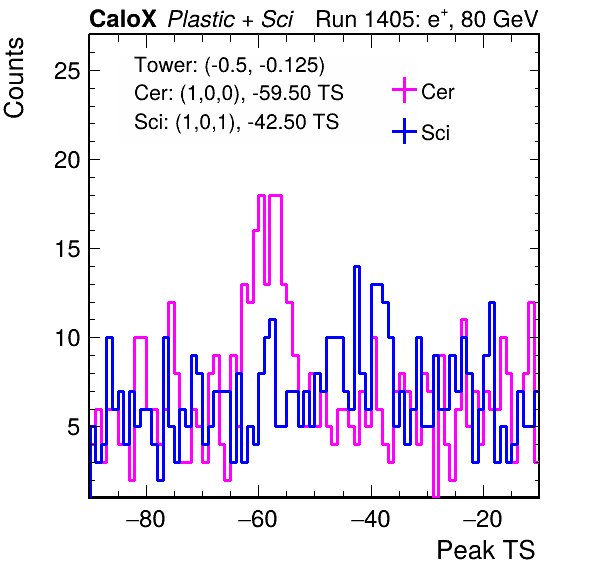 CaloX Plastic + Sci Run 1405: e⁺, 80 GeV
Counts
Tower: (-0.5, -0.125)
Cer: (1,0,0), -59.50 TS
Sci: (1,0,1), -42.50 TS
Cer
Sci
25
20
15
10
5
−80 −60 −40 −20
Peak TS